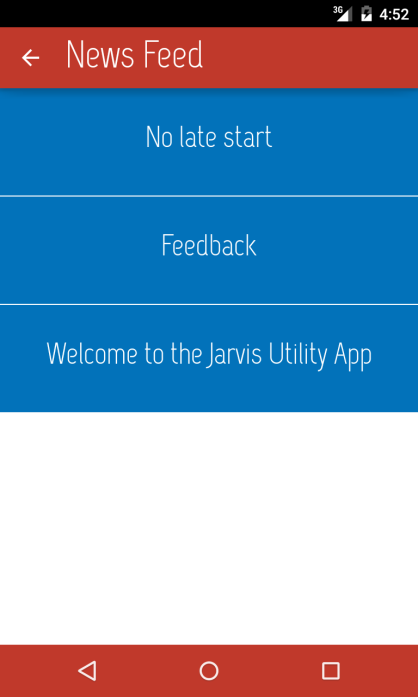 3G 4:52
News Feed
No late start
Feedback
Welcome to the Jarvis Utility App